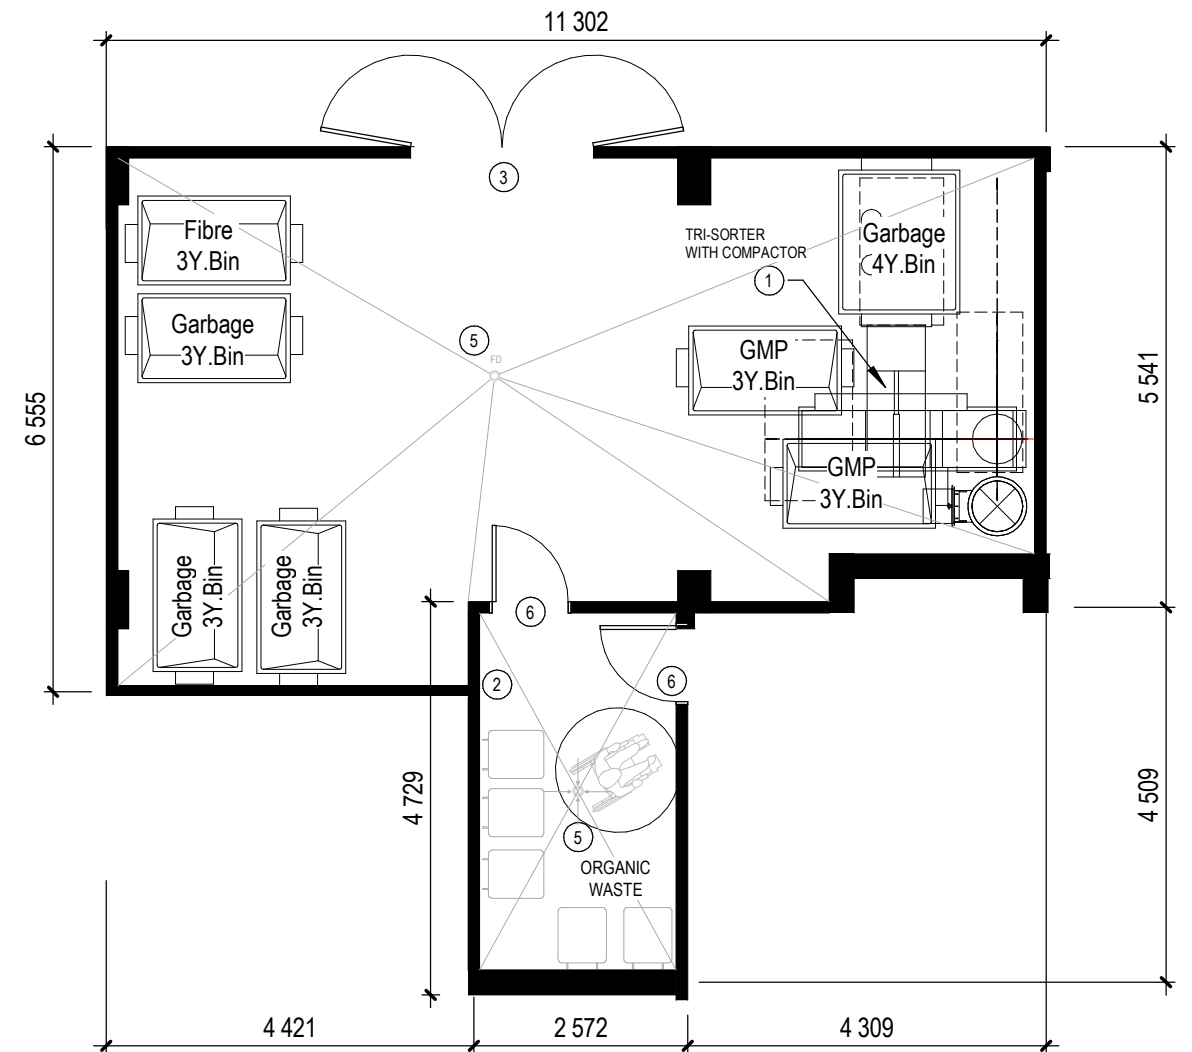 11 302
3
Fibre
3Y.Bin
TRI-SORTER
WITH COMPACTOR
1
Garbage
4Y.Bin
Garbage
3Y.Bin
5
FD
GMP
3Y.Bin
6 555
5 541
GMP
3Y.Bin
Garbage
3Y.Bin
Garbage
3Y.Bin
6
2
6
4 729
4 509
5
ORGANIC
WASTE
4 421
2 572
4 309